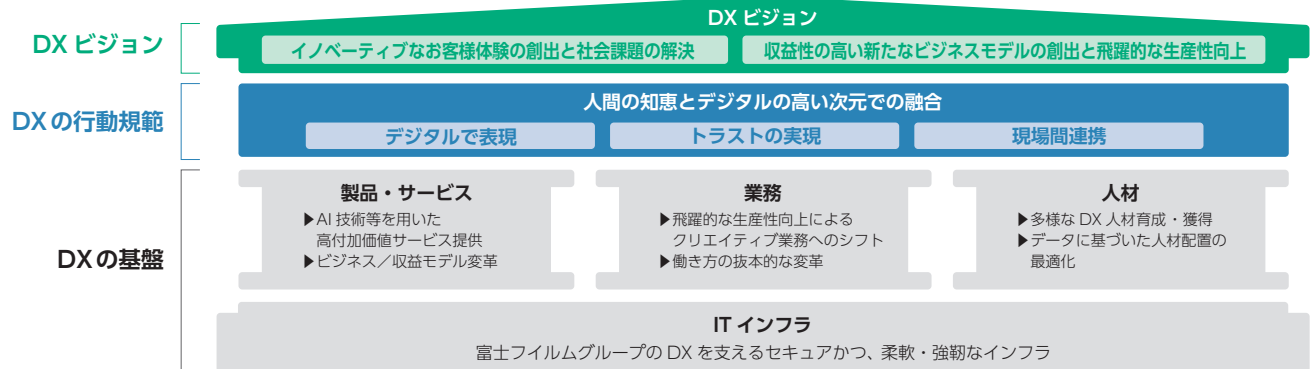 DX ビジョン
DX ビジョン
イノベーティブなお客様体験の創出と社会課題の解決
収益性の高い新たなビジネスモデルの創出と飛躍的な生産性向上
DXの行動規範
人間の知恵とデジタルの高い次元での融合
デジタルで表現
トラストの実現
現場間連携
DXの基盤
製品・サービス
▶AI 技術等を用いた
高付加価値サービス提供
▶ビジネス／収益モデル変革
業務
▶飛躍的な生産性向上による
クリエイティブ業務へのシフト
▶働き方の抜本的な変革
人材
▶多様な DX 人材育成・獲得
▶データに基づいた人材配置の
最適化
IT インフラ
富士フイルムグループの DX を支えるセキュアかつ、柔軟・強靭なインフラ